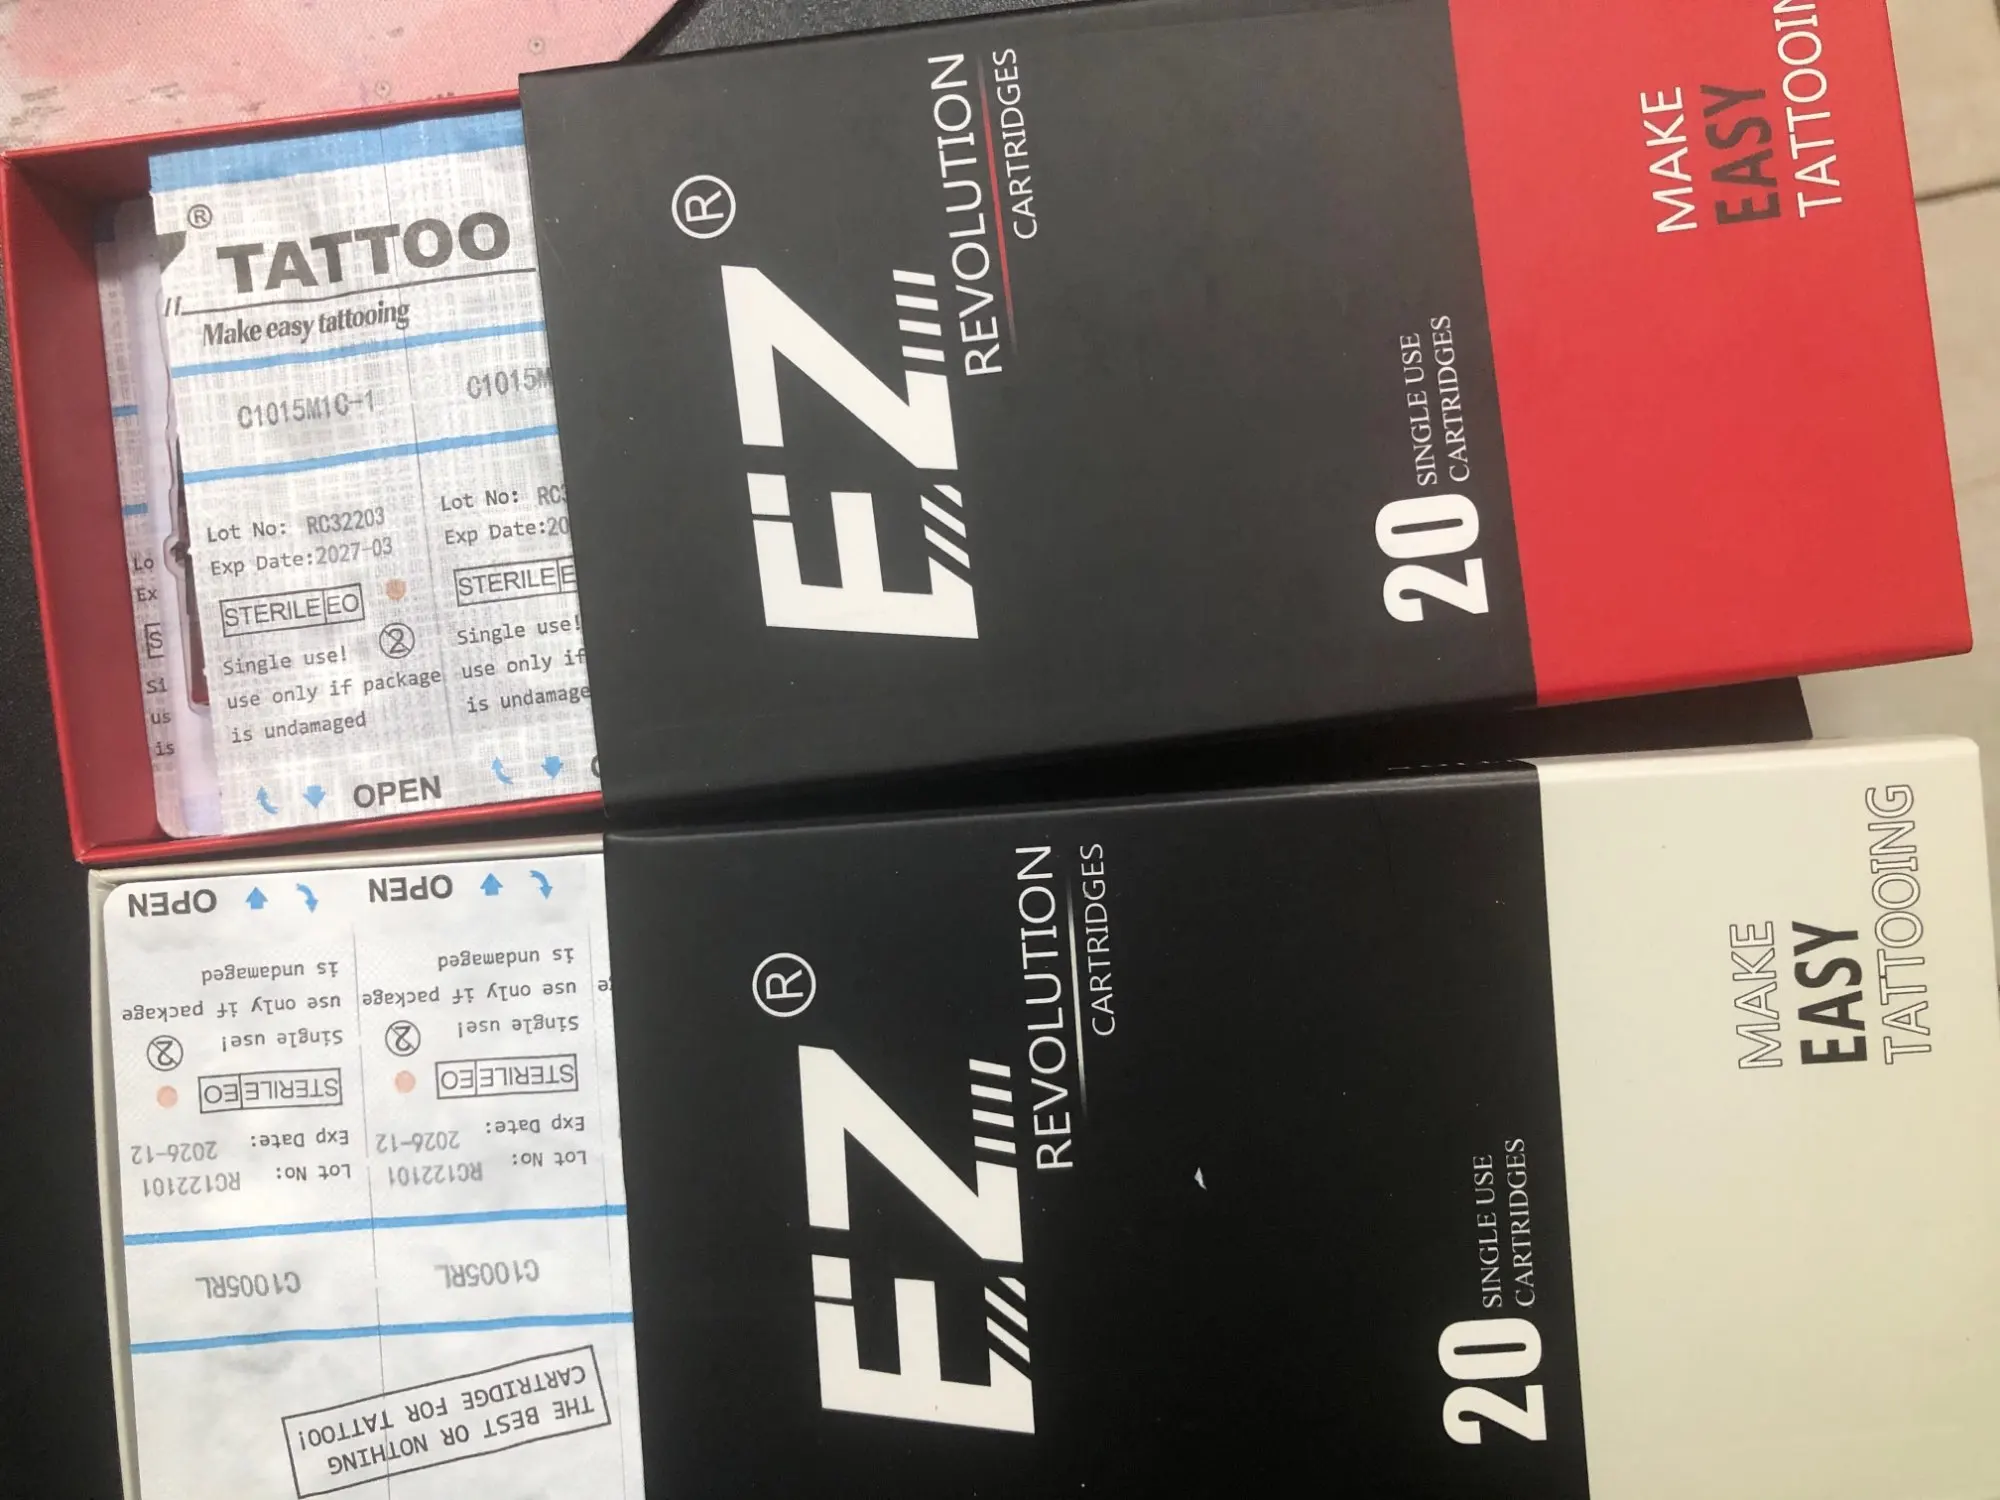 ®
TATTOO
Make easy tattooing
C1015M1C-1
Lot No: RC32203
Exp Date:2027-03
STERILE EO
Single use!
use only if package
is undamaged
OPEN
Lot No:
Exp Date:20
STERILE E
Single use!
use only if
is undamage
Lo
Ex
S
Si
us
is
EZ®
REVOLUTION
CARTRIDGES
20 SINGLE USE
CARTRIDGES
MAKE
EASY
OPEN
is undamaged
use only if package
Single use!
STERILE EO
Exp Date: 2026-12
Lot No: RC122101
C1005RL
OPEN
is undamaged
use only if package
Single use!
STERILE EO
Exp Date: 2026-12
Lot No: RC122101
C1005RL
THE BEST OR NOTHING
CARTRIDGE FOR TATTOO!
EZ®
REVOLUTION
CARTRIDGES
20 SINGLE USE
CARTRIDGES
MAKE
EASY
TATTOOING